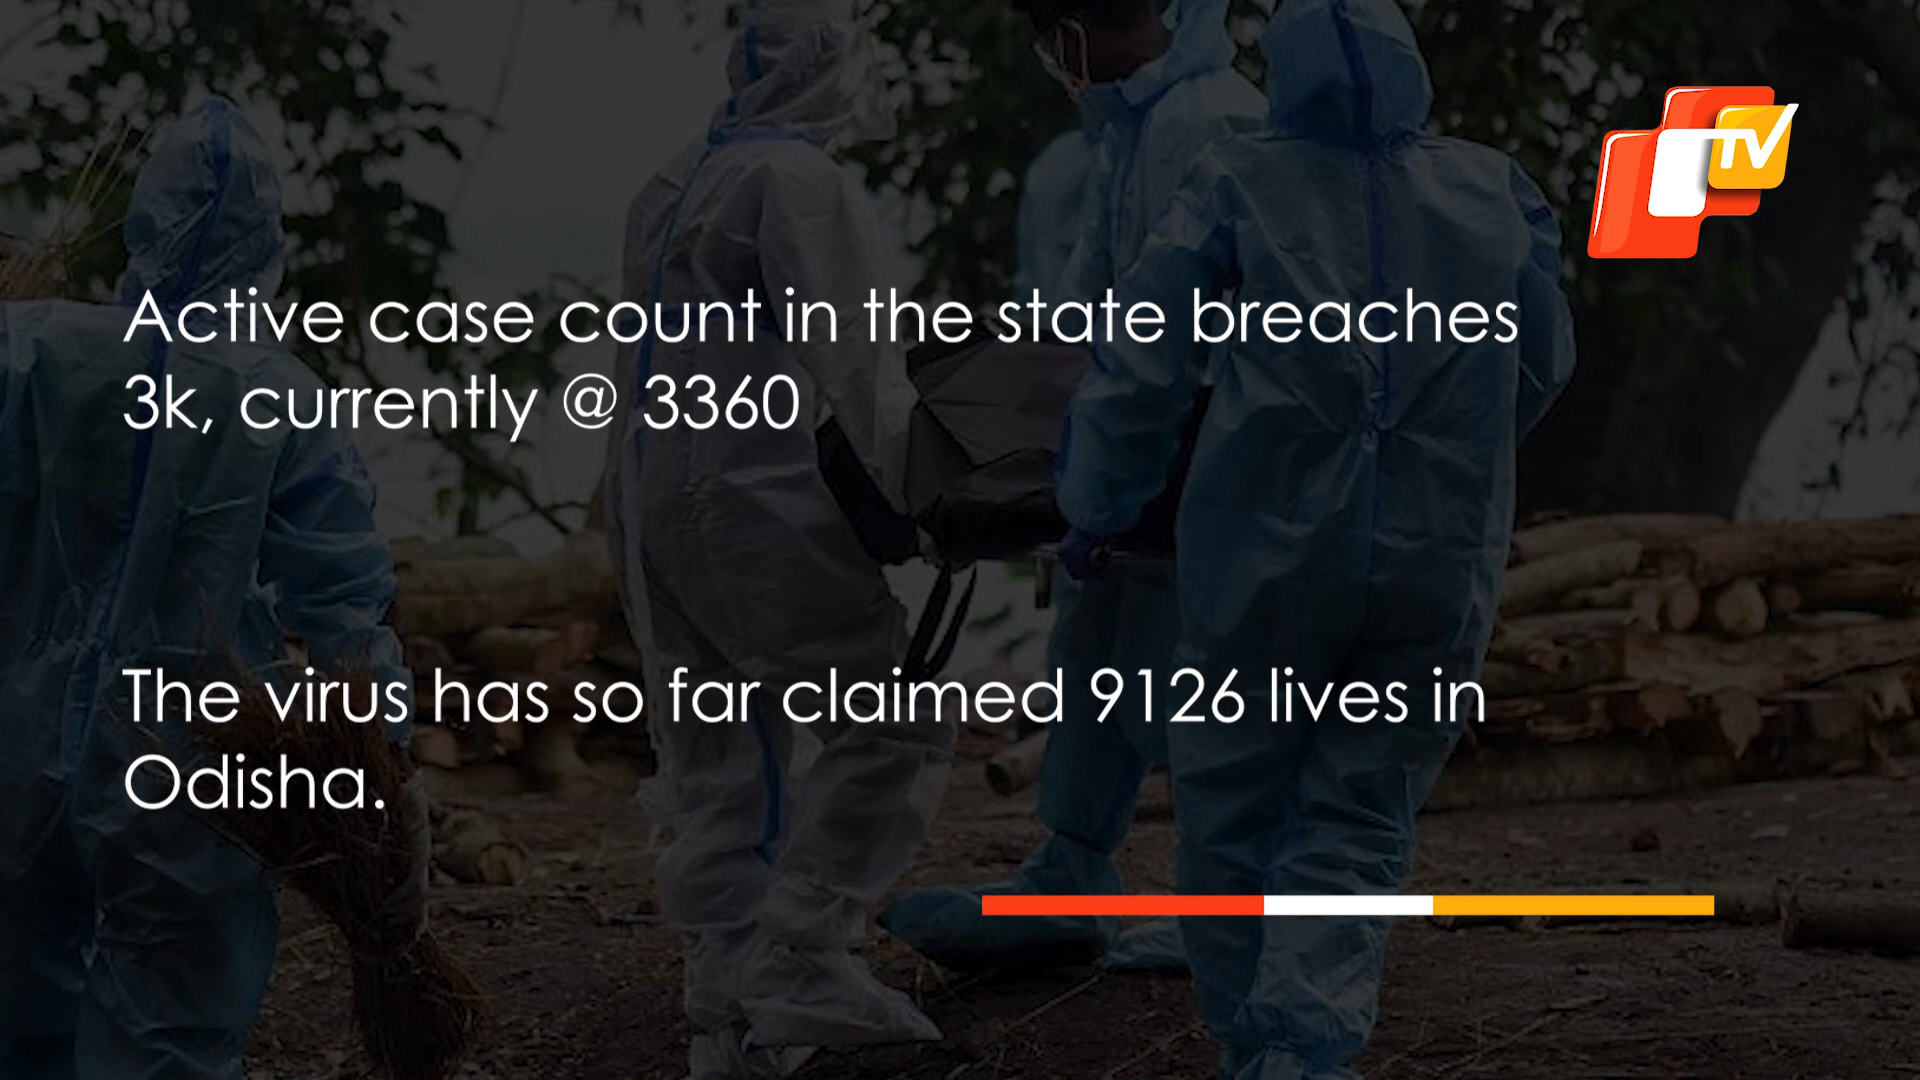 TV
Active case count in the state breaches
3k, currently @ 3360
The virus has so far claimed 9126 lives in
Odisha.